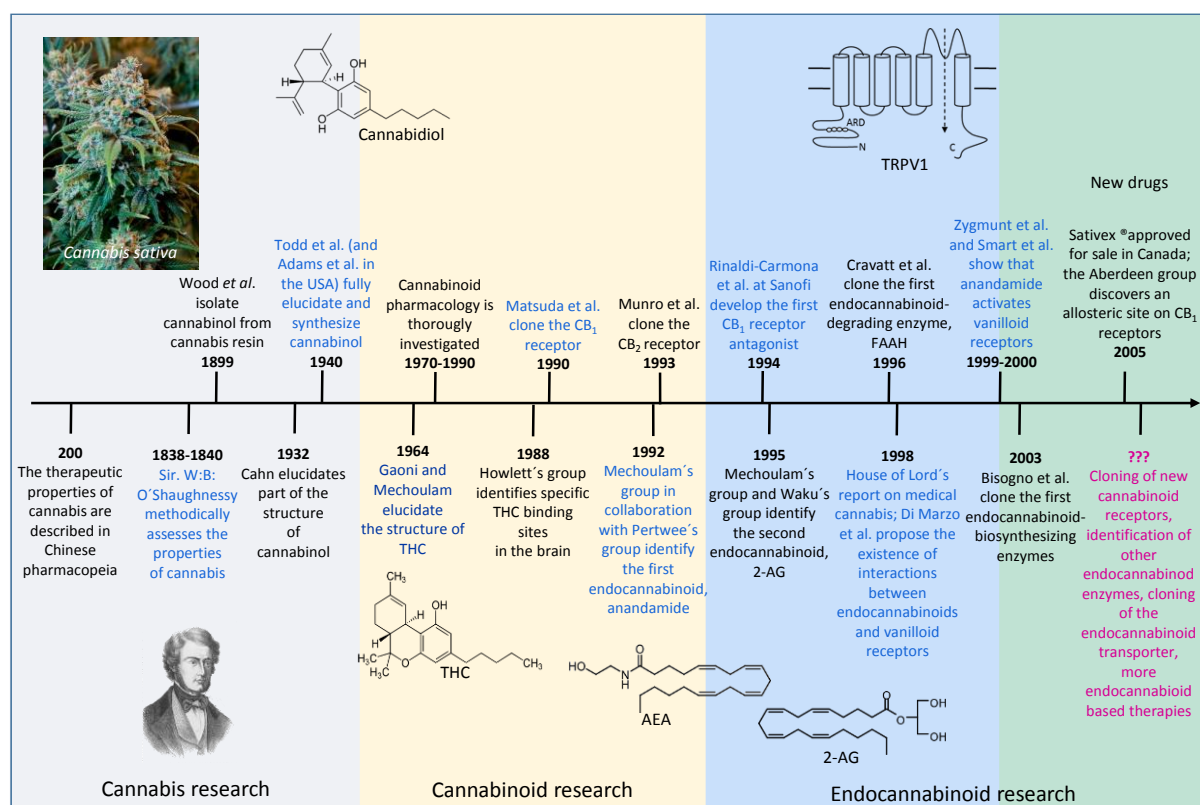 Cannabis sativa
OH
H
H
HO
Cannabidiol
ARD
N
C
TRPV1
New drugs
Wood et al.
isolate
cannabinol from
cannabis resin
1899
Todd et al. (and
Adams et al. in
the USA) fully
elucidate and
synthesize
cannabinol
1940
Cannabinoid
pharmacology is
thorougly
investigated
1970-1990
Matsuda et al.
clone the CB1
receptor
1990
Munro et al.
clone the
CB2 receptor
1993
Rinaldi-Carmona
et al. at Sanofi
develop the first
CB1 receptor
antagonist
1994
Cravatt et al.
clone the first
endocannabinoid-
degrading enzyme,
FAAH
1996
Zygmunt et al.
and Smart et al.
show that
anandamide
activates
vanilloid
receptors
1999-2000
Sativex ®approved
for sale in Canada;
the Aberdeen group
discovers an
allosteric site on CB1
receptors
2005
200
The therapeutic
properties of
cannabis are
described in
Chinese
pharmacopeia
1838-1840
Sir. W:B:
O´Shaughnessy
methodically
assesses the
properties
of cannabis
1932
Cahn elucidates
part of the
structure
of
cannabinol
1964
Gaoni and
Mechoulam
elucidate
the structure of
THC
1988
Howlett´s group
identifies specific
THC binding
sites
in the brain
1992
Mechoulam´s
group in
collaboration
with Pertwee´s
group identify
the first
endocannabinoid,
anandamide
1995
Mechoulam´s
group and Waku´s
group identify
the second
endocannabinoid,
2-AG
1998
House of Lord´s
report on medical
cannabis; Di Marzo
et al. propose the
existence of
interactions
between
endocannabinoids
and vanilloid
receptors
2003
Bisogno et al.
clone the first
endocannabinoid-
biosynthesizing
enzymes
???
Cloning of new
cannabinoid
receptors,
identification of
other
endocannabinod
enzymes, cloning
of the
endocannabinoid
transporter,
more
endocannabioid
based therapies
CH3
OH
H
H
H3C
H3C
O
CH3
THC
HO
N
H
O
AEA
O
O
OH
OH
2-AG
Cannabis research
Cannabinoid research
Endocannabinoid research